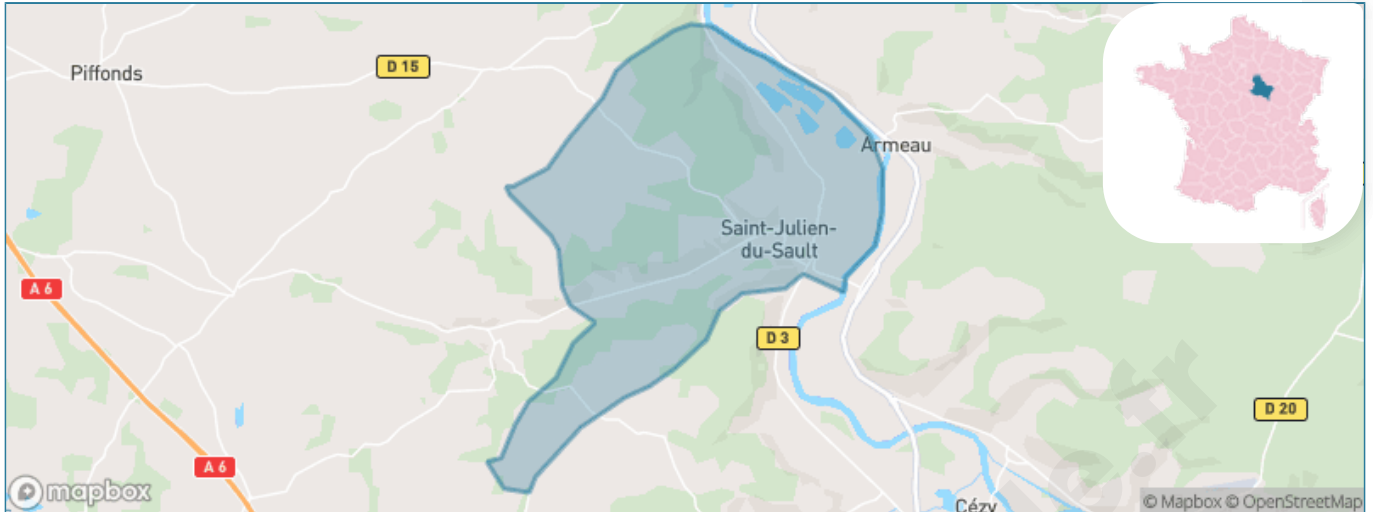 Piffonds
D 15
Armeau
Saint-Julien-
du-Sault
A 6
D 3
D 20
A 6
mapbox
Cézy
© Mapbox © OpenStreetMap